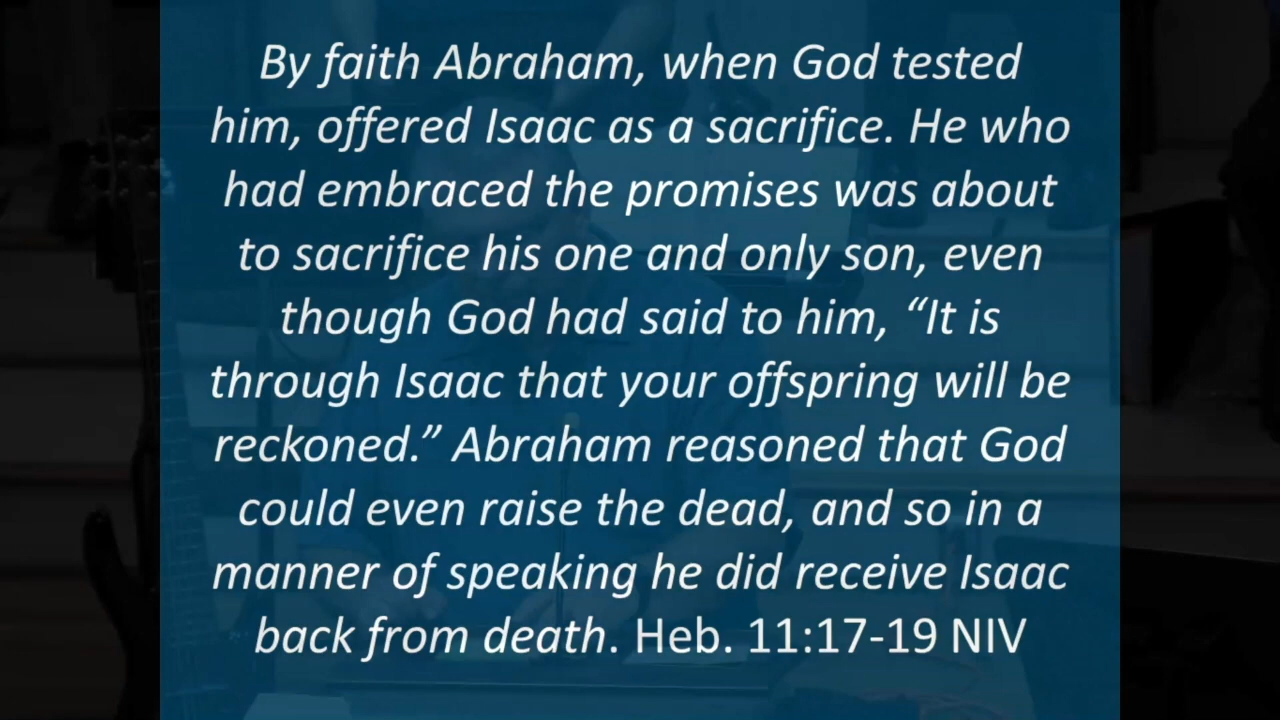 By faith Abraham, when God tested
him, offered Isaac as a sacrifice. He who
had embraced the promises was about
to sacrifice his one and only son, even
though God had said to him, “It is
through Isaac that your offspring will be
reckoned.” Abraham reasoned that God
could even raise the dead, and so in a
manner of speaking he did receive Isaac
back from death. Heb. 11:17-19 NIV